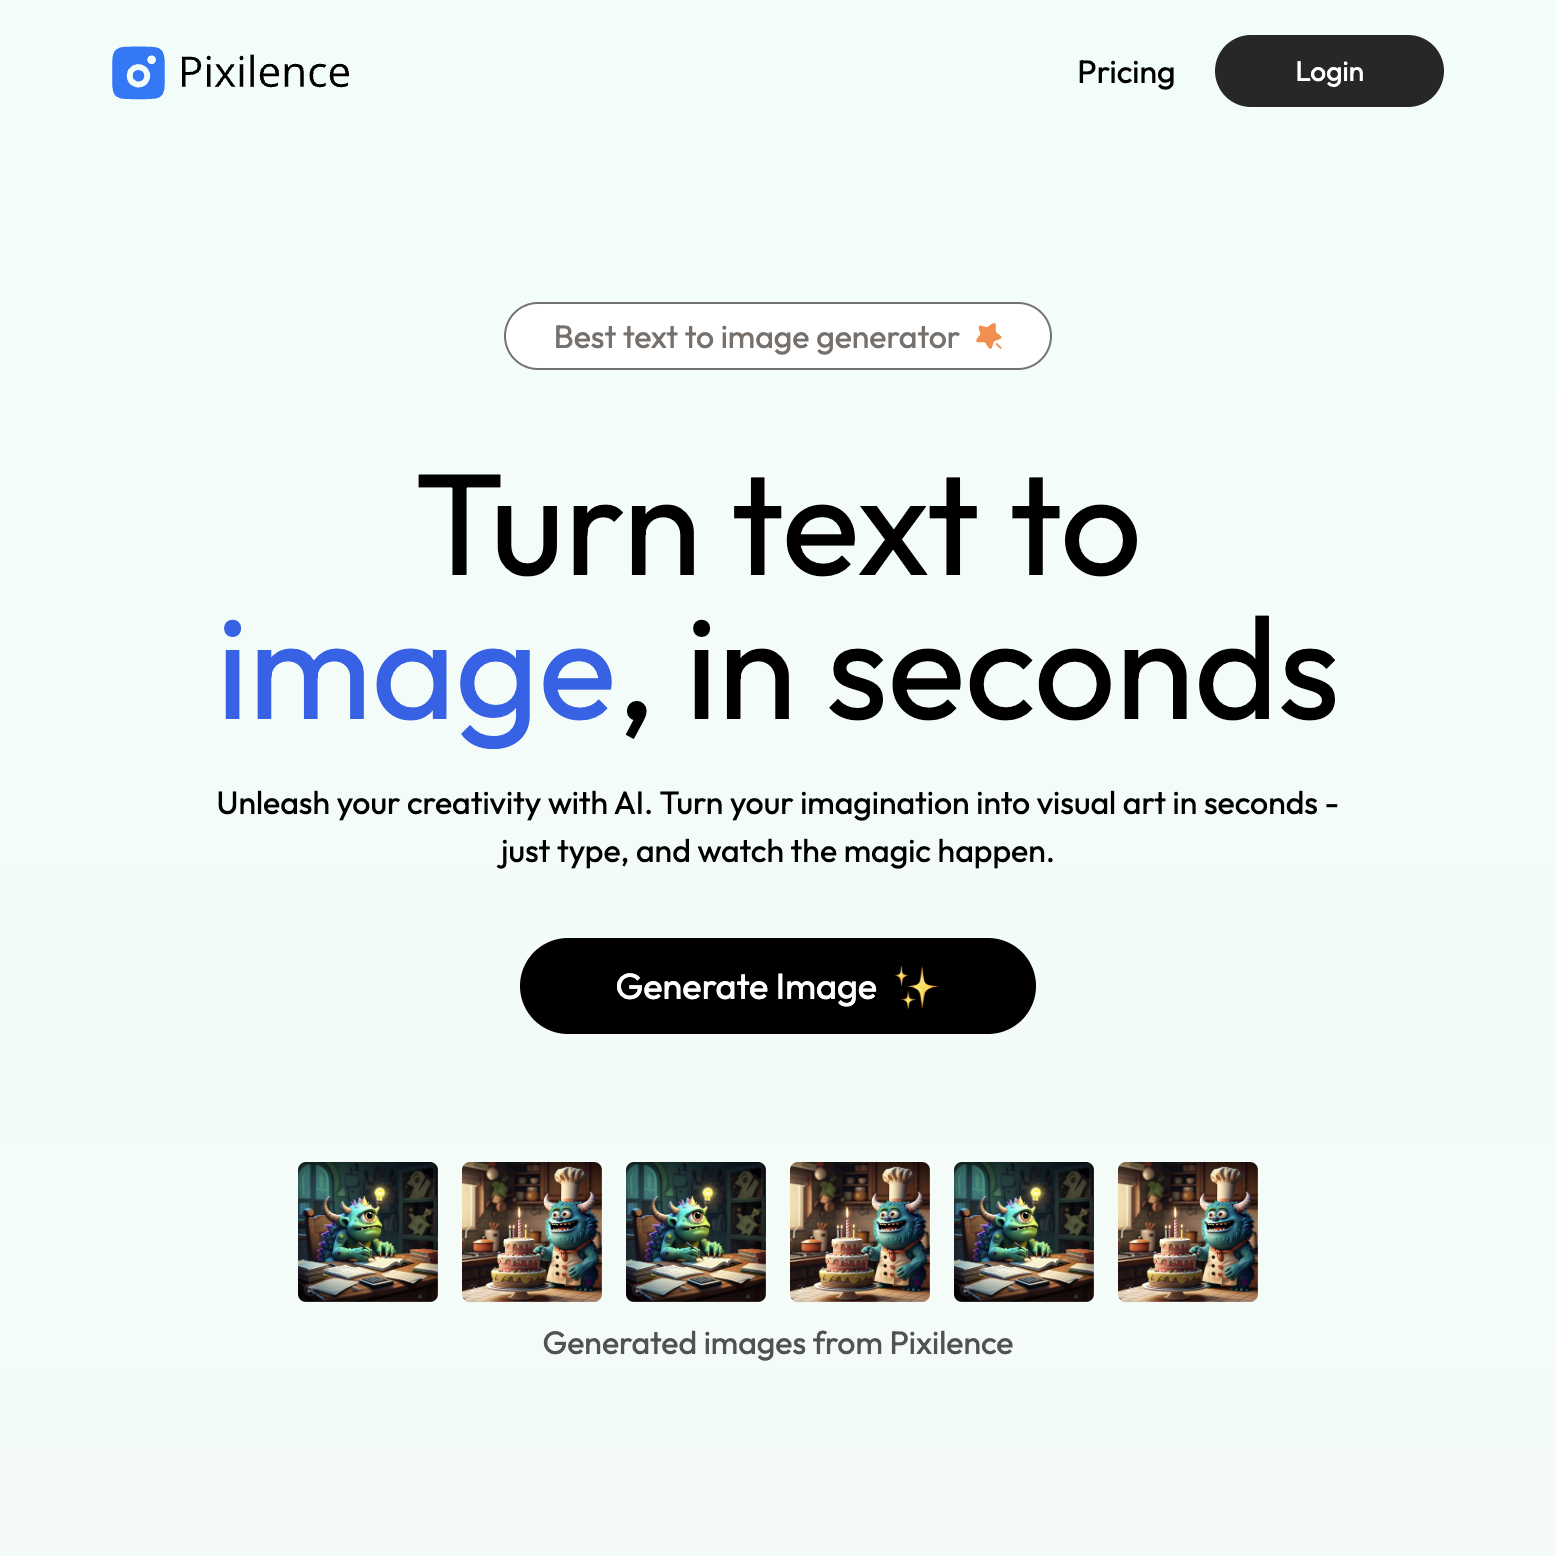 Pixilence
Pricing
Login
Best text to image generator
Turn text to
image, in seconds
Unleash your creativity with AI. Turn your imagination into visual art in seconds -
just type, and watch the magic happen.
Generate Image ✨
Generated images from Pixilence